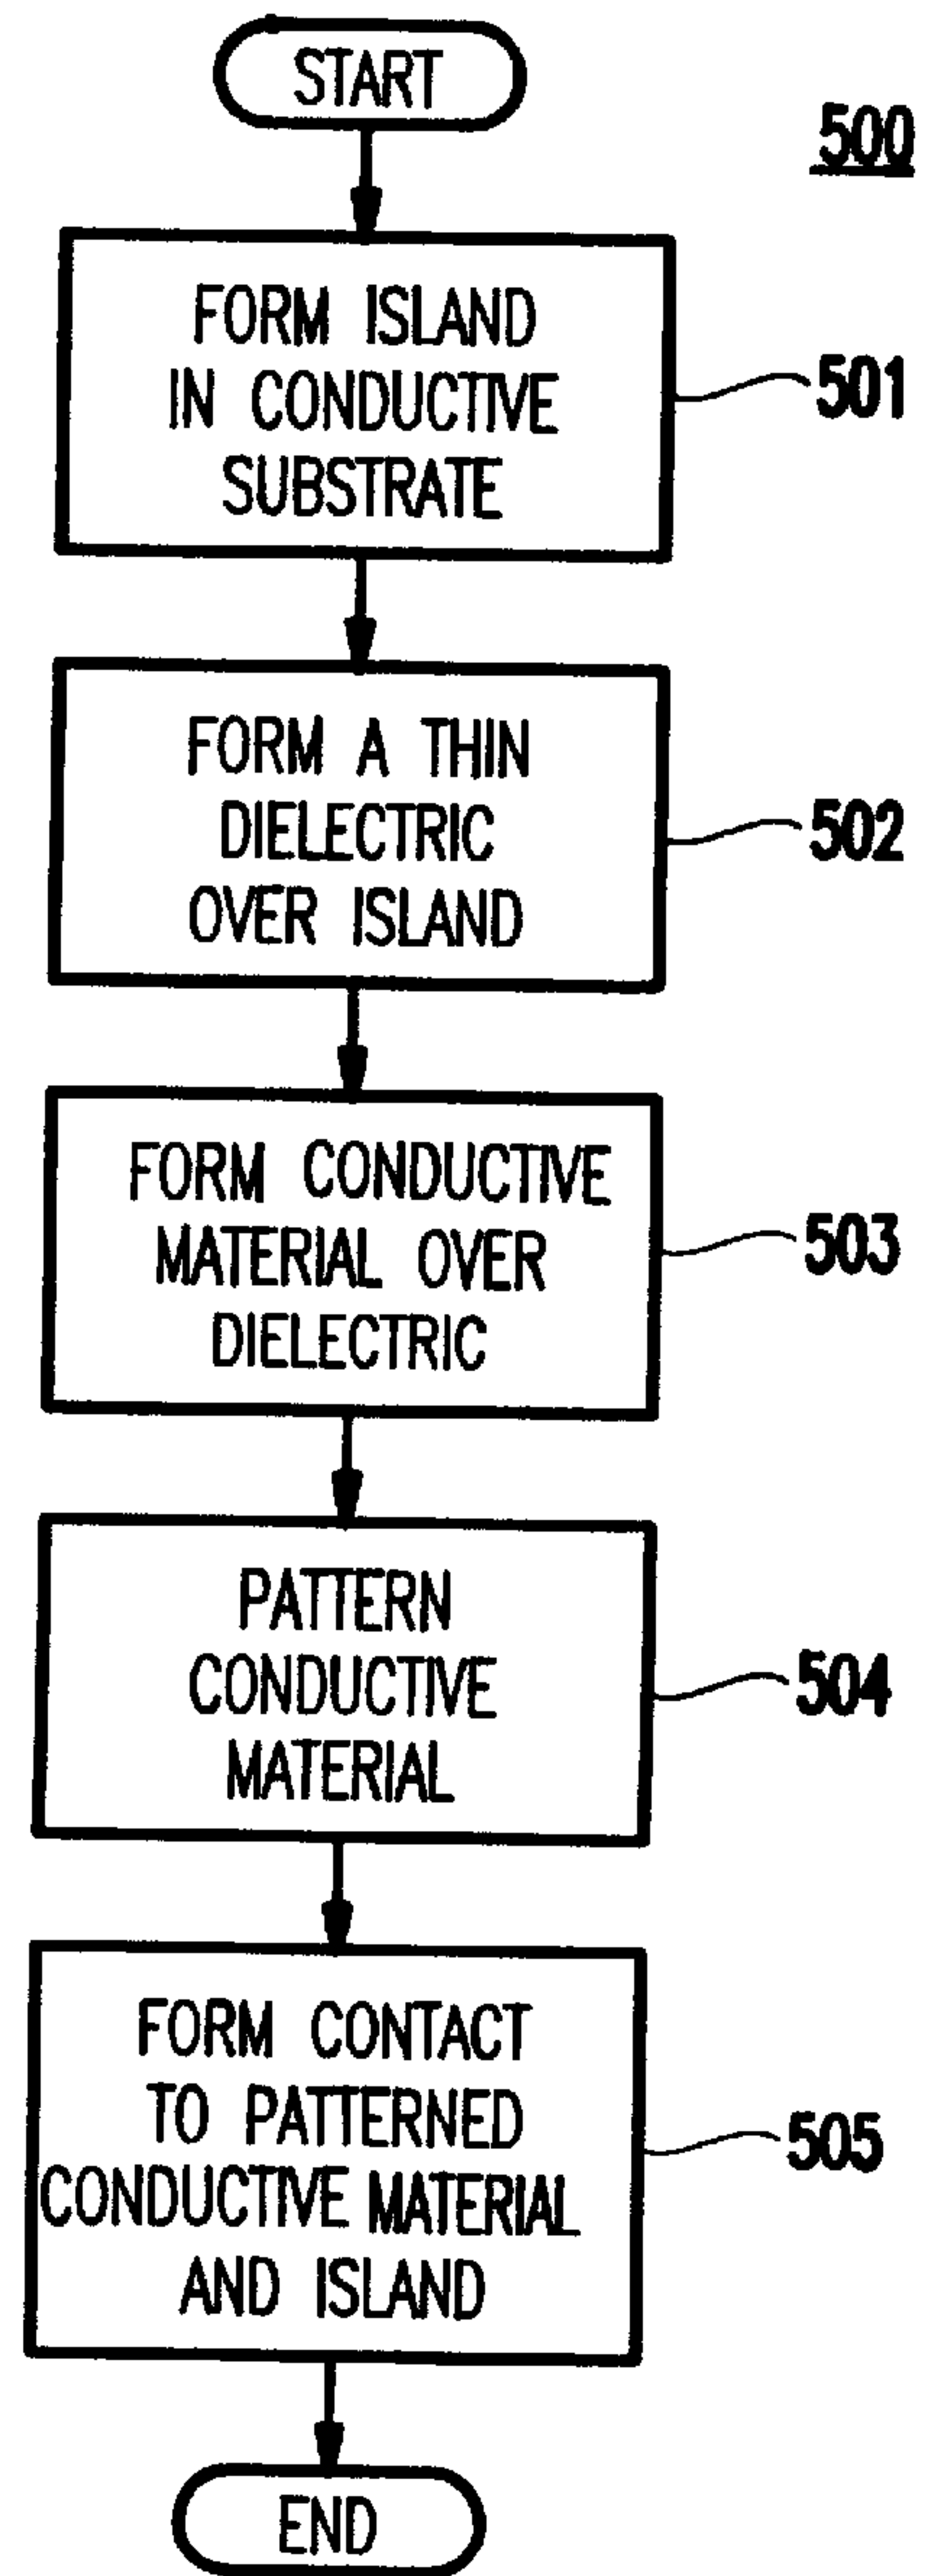 START
500
FORM ISLAND
IN CONDUCTIVE
SUBSTRATE
501
FORM A THIN
DIELECTRIC
OVER ISLAND
502
FORM CONDUCTIVE
MATERIAL OVER
DIELECTRIC
503
PATTERN
CONDUCTIVE
MATERIAL
504
FORM CONTACT
TO PATTERNED
CONDUCTIVE MATERIAL
AND ISLAND
505
END